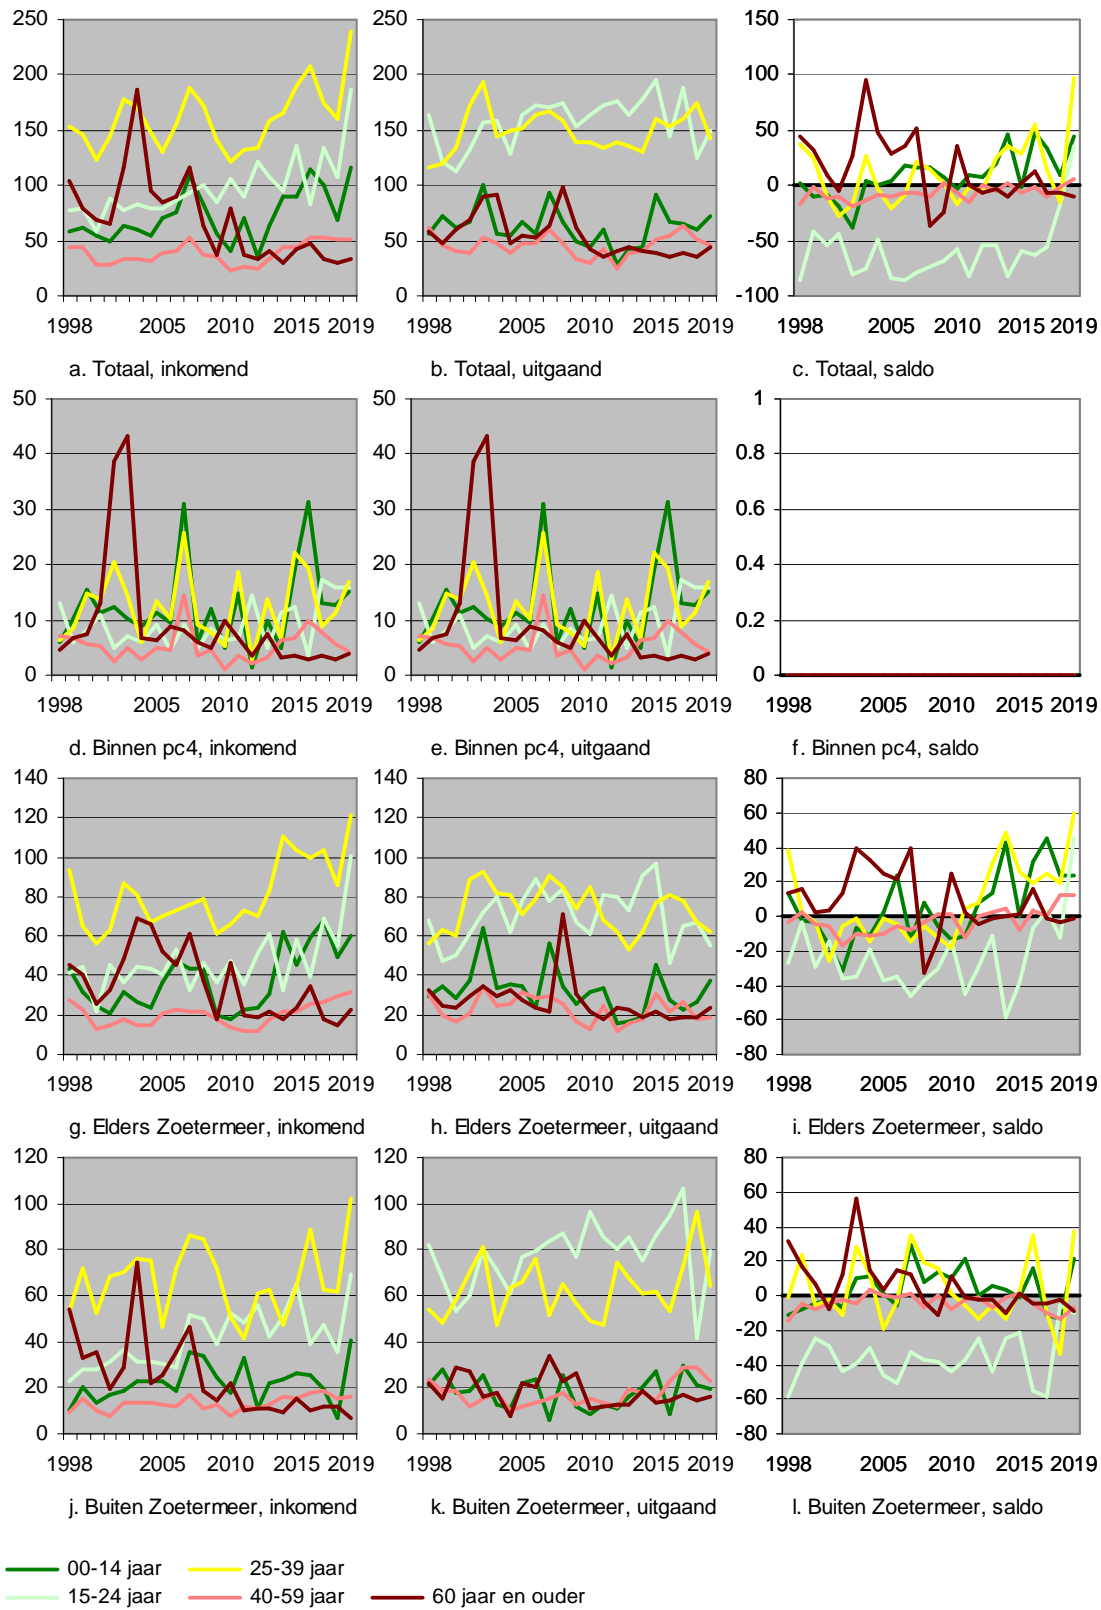 250 250 150
200 200 100
150 150 50
100 100 0
50 50 -50
0 0 -100
1998 2005 2010 2015 2019 1998 2005 2010 2015 2019 1998 2005 2010 2015 2019
a. Totaal, inkomend b. Totaal, uitgaand c. Totaal, saldo
50 50 1
40 40 0.8
30 30 0.6
20 20 0.4
10 10 0.2
0 0 0
1998 2005 2010 2015 2019 1998 2005 2010 2015 2019 1998 2005 2010 2015 2019
d. Binnen pc4, inkomend e. Binnen pc4, uitgaand f. Binnen pc4, saldo
140 140 80
120 120 60
100 100 40
80 80 20
60 60 0
40 40 -20
20 20 -40
0 0 -60
-80
1998 2005 2010 2015 2019 1998 2005 2010 2015 2019 1998 2005 2010 2015 2019
g. Elders Zoetermeer, inkomend h. Elders Zoetermeer, uitgaand i. Elders Zoetermeer, saldo
120 120 80
100 100 60
80 80 40
60 60 20
40 40 0
20 20 -20
0 0 -40
-60
-80
1998 2005 2010 2015 2019 1998 2005 2010 2015 2019 1998 2005 2010 2015 2019
j. Buiten Zoetermeer, inkomend k. Buiten Zoetermeer, uitgaand l. Buiten Zoetermeer, saldo
00-14 jaar 25-39 jaar
15-24 jaar 40-59 jaar 60 jaar en ouder